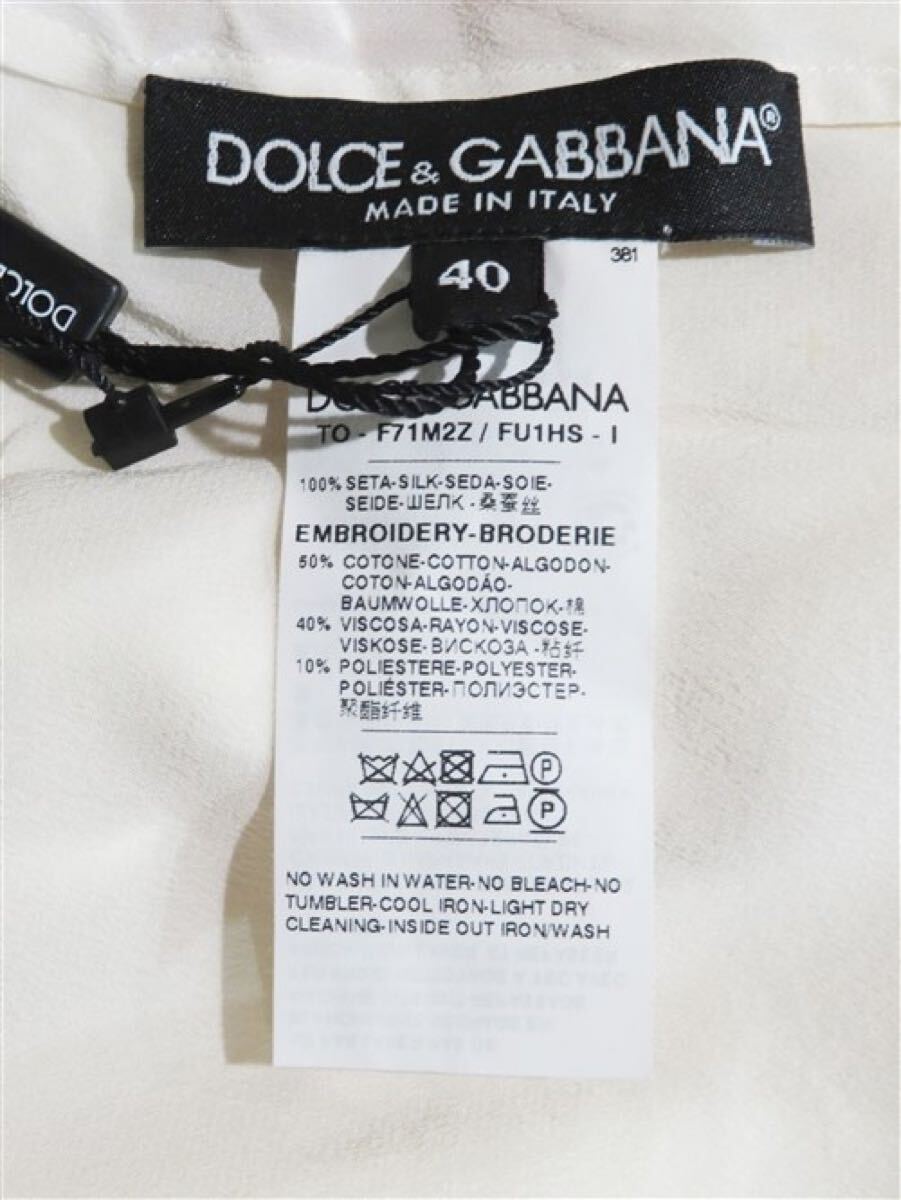 DOLCE & GABBANA®
MADE IN ITALY
40
381
DOLCE
GABBANA
TO - F71M2Z / FU1HS - I
100% SETA-SILK-SEDA-SOIE-
SEIDE-ШЕЛК -桑蚕丝
EMBROIDERY-BRODERIE
50% COTONE-COTTON-ALGODON-
COTON-ALGODÃO-
BAUMWOLLE-ХЛОПОК-棉
40% VISCOSA-RAYON-VISCOSE-
VISKOSE-ВИСКОЗА -粘纤
10% POLIESTERE-POLYESTER-
POLIÉSTER-ПОЛИЭСТЕР-
聚酯纤维
P
P
NO WASH IN WATER-NO BLEACH-NO
TUMBLER-COOL IRON-LIGHT DRY
CLEANING-INSIDE OUT IRON/WASH